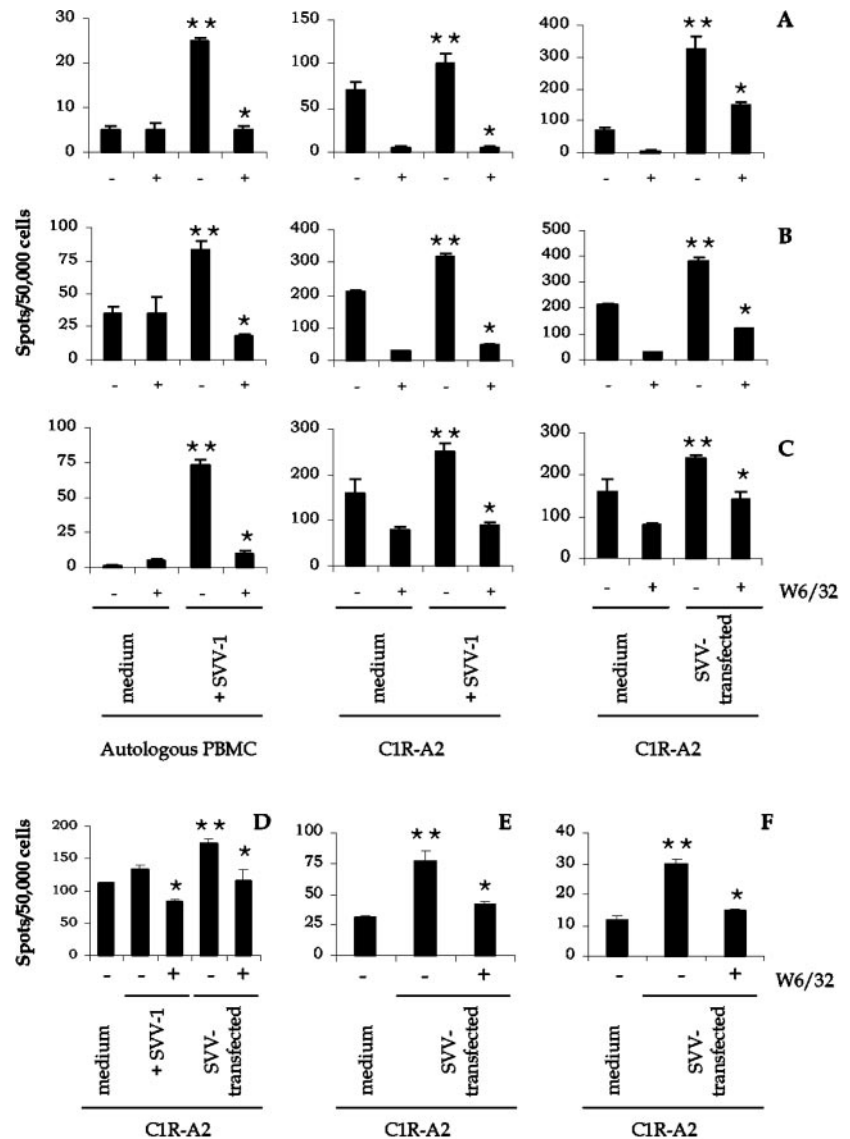 A
30
20
10
0
**
*
- + - +
150
100
50
0
**
*
- + - +
400
300
200
100
0
**
*
- + - +
B
Spots/50,000 cells
100
75
50
25
0
**
*
- + - +
400
300
200
100
0
**
*
- + - +
500
400
300
200
100
0
**
*
- + - +
C
100
75
50
25
0
**
*
- + - +
300
200
100
0
**
*
- + - +
300
200
100
0
**
*
- + - +
W6/32
medium
+ SVV-1
Autologous PBMC
medium
+ SVV-1
C1R-A2
medium
SVV-
transfected
C1R-A2
D
Spots/50,000 cells
200
150
100
50
0
*
**
*
- - + - +
medium
+ SVV-1
SVV-
transfected
C1R-A2
E
100
75
50
25
0
**
*
- - +
medium
SVV-
transfected
C1R-A2
F
40
30
20
10
0
**
*
- - +
W6/32
medium
SVV-
transfected
C1R-A2